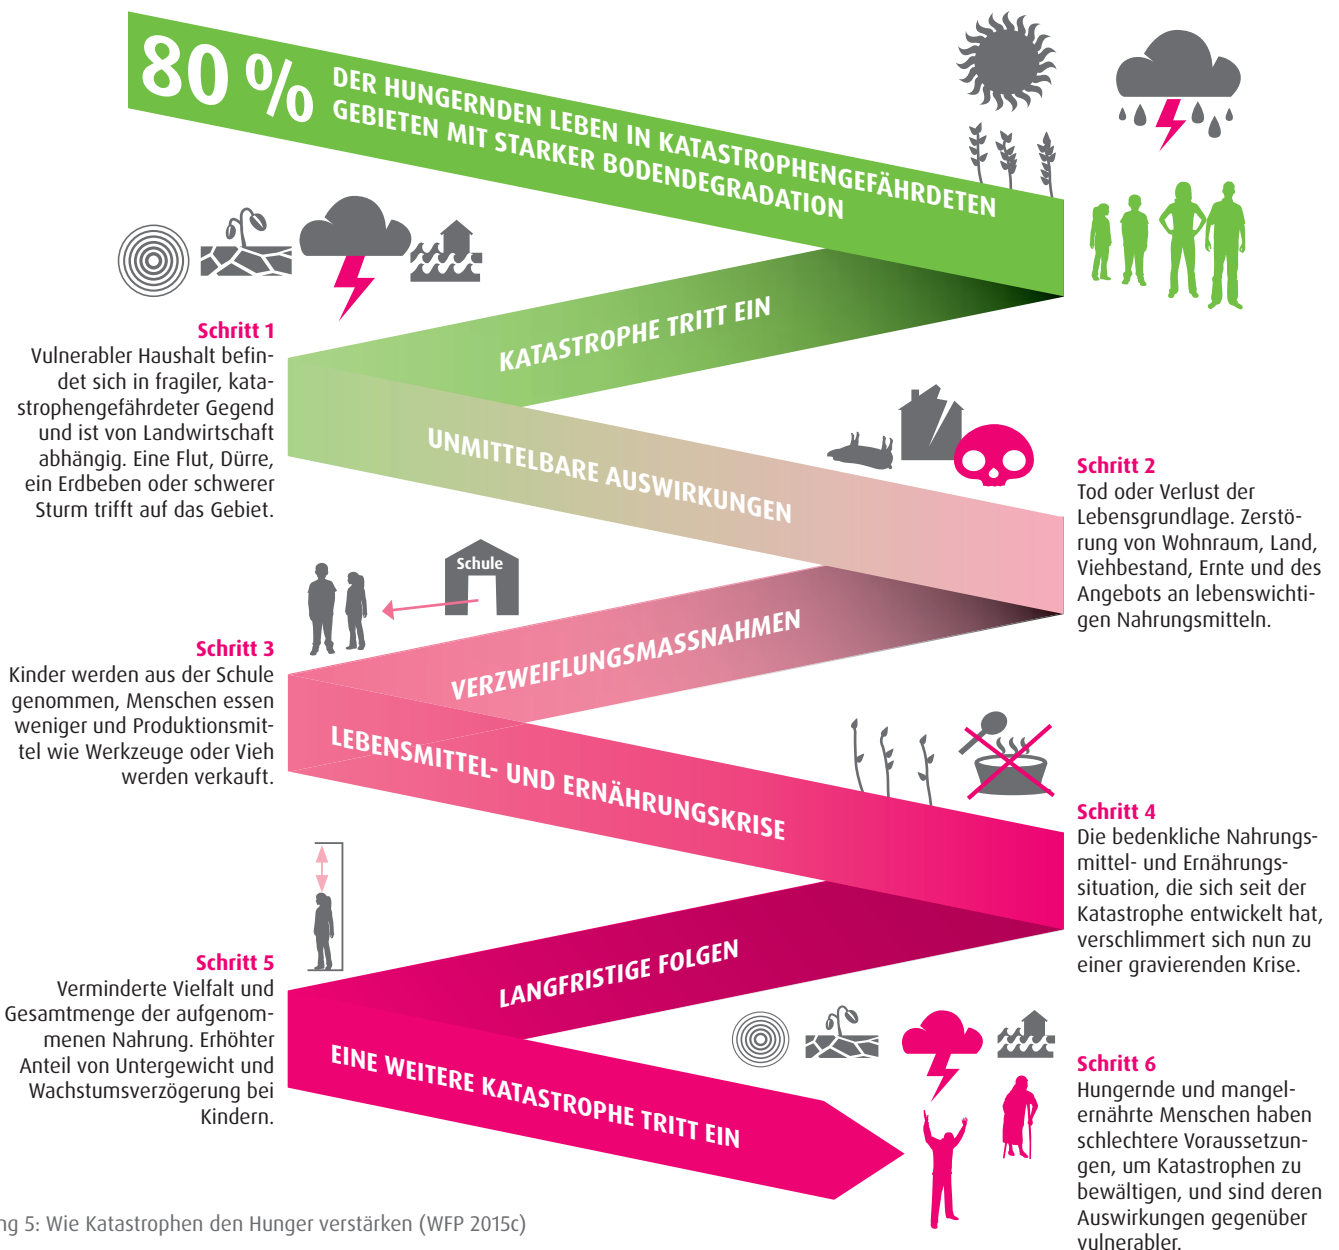 80 % DER HUNGERNDEN LEBEN IN KATASTROPHENGEFÄHRDETEN
GEBIETEN MIT STARKER BODENDEGRADATION
KATASTROPHE TRITT EIN
Schritt 1
Vulnerabler Haushalt befin-
det sich in fragiler, kata-
strophengefährdeter Gegend
und ist von Landwirtschaft
abhängig. Eine Flut, Dürre,
ein Erdbeben oder schwerer
Sturm trifft auf das Gebiet.
UNMITTELBARE AUSWIRKUNGEN
Schritt 2
Tod oder Verlust der
Lebensgrundlage. Zerstö-
rung von Wohnraum, Land,
Viehbestand, Ernte und des
Angebots an lebenswichti-
gen Nahrungsmitteln.
Schule
VERZWEIFLUNGSMASSNAHMEN
Schritt 3
Kinder werden aus der Schule
genommen, Menschen essen
weniger und Produktionsmit-
tel wie Werkzeuge oder Vieh
werden verkauft.
LEBENSMITTEL- UND ERNÄHRUNGSKRISE
Schritt 4
Die bedenkliche Nahrungs-
mittel- und Ernährungs-
situation, die sich seit der
Katastrophe entwickelt hat,
verschlimmert sich nun zu
einer gravierenden Krise.
LANGFRISTIGE FOLGEN
Schritt 5
Verminderte Vielfalt und
Gesamtmenge der aufgenom-
menen Nahrung. Erhöhter
Anteil von Untergewicht und
Wachstumsverzögerung bei
Kindern.
EINE WEITERE KATASTROPHE TRITT EIN
Schritt 6
Hungernde und mangel-
ernährte Menschen haben
schlechtere Voraussetzun-
gen, um Katastrophen zu
bewältigen, und sind deren
Auswirkungen gegenüber
vulnerabler.
ng 5: Wie Katastrophen den Hunger verstärken (WFP 2015c)